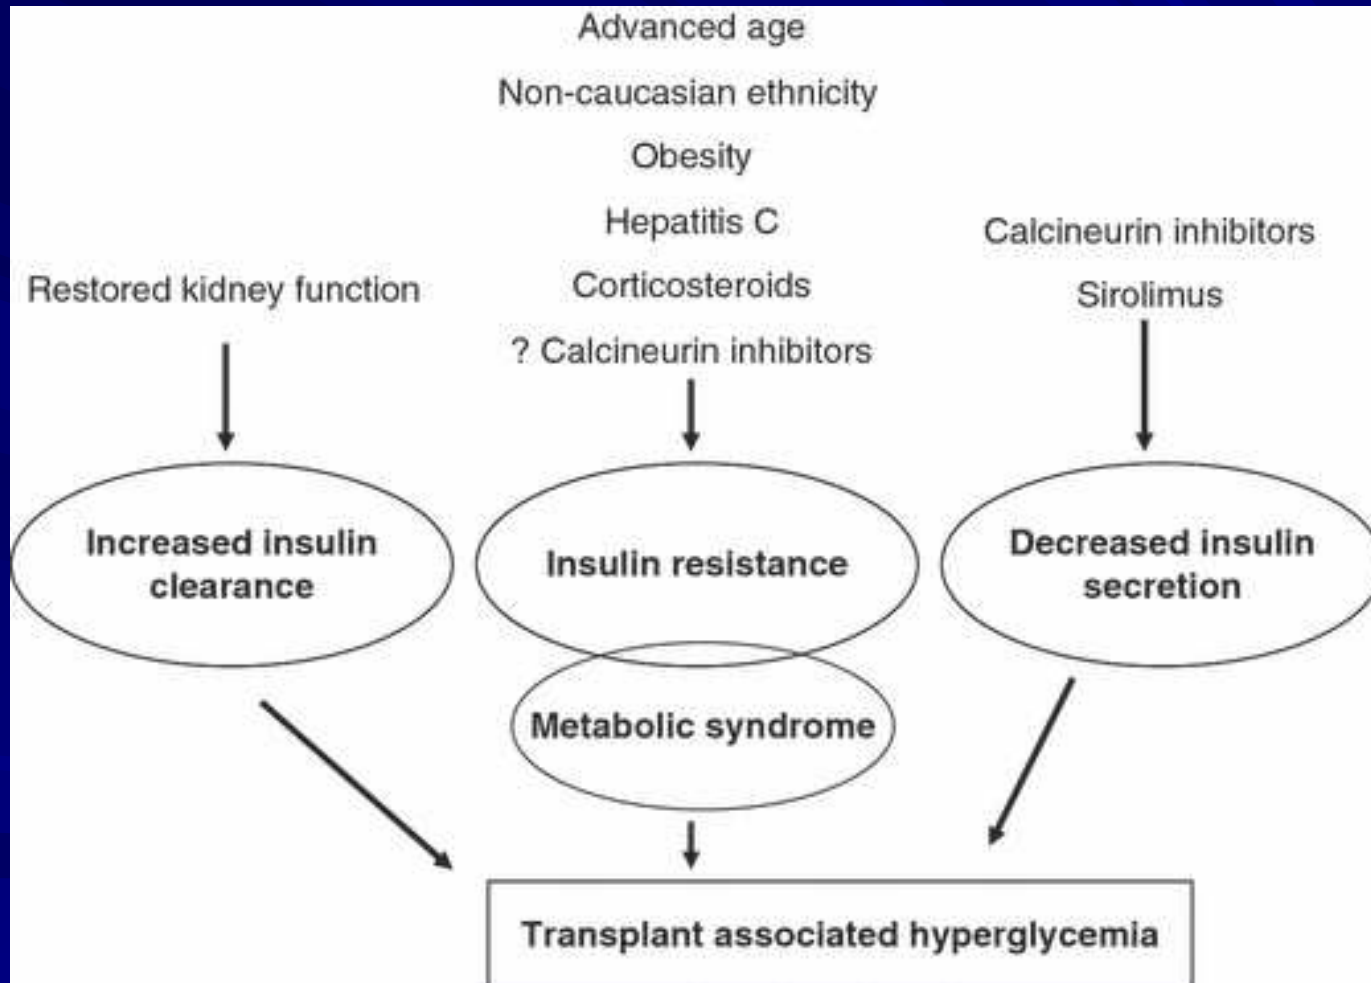 Advanced age
Non-caucasian ethnicity
Obesity
Hepatitis C
Corticosteroids
? Calcineurin inhibitors
Restored kidney function
Calcineurin inhibitors
Sirolimus
Increased insulin
clearance
Insulin resistance
Decreased insulin
secretion
Metabolic syndrome
Transplant associated hyperglycemia